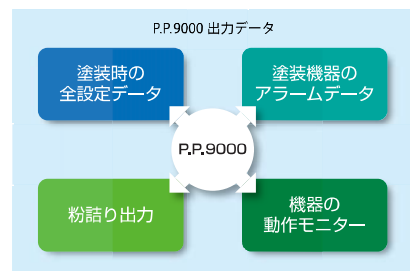 P.P.9000 出力データ
塗装時の
全設定データ
塗装機器の
アラームデータ
P.P.9000
粉詰り出力
機器の
動作モニター